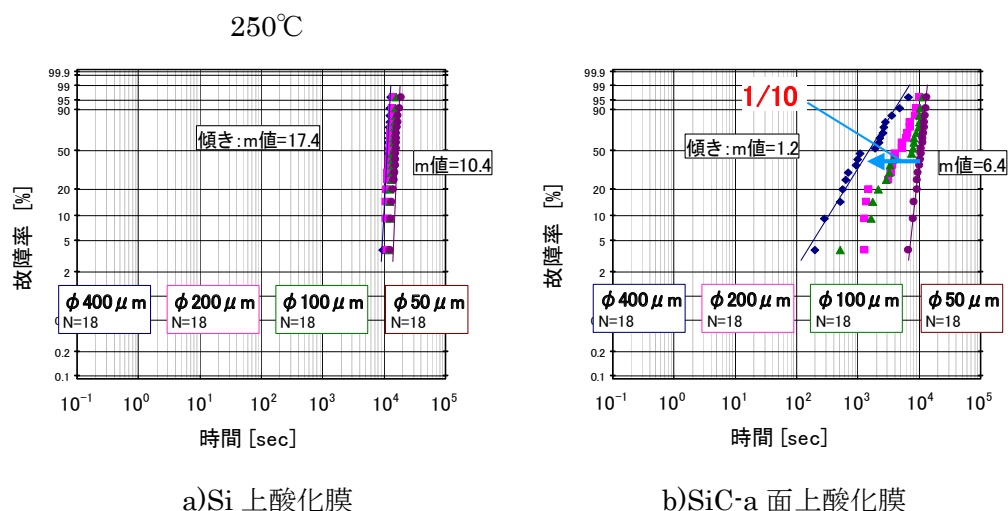 250℃
99.9
99
95
90
50
20
10
5
2
0.2
0.1
故障率 [%]
傾き:m値=17.4
m値=10.4
φ400μm
N=18
φ200μm
N=18
φ100μm
N=18
φ50μm
N=18
10-1 100 101 102 103 104 105
時間 [sec]
a)Si 上酸化膜
99.9
99
95
90
50
20
10
5
2
0.2
0.1
故障率 [%]
1/10
傾き:m値=1.2
m値=6.4
φ400μm
N=18
φ200μm
N=18
φ100μm
N=18
φ50μm
N=18
10-1 100 101 102 103 104 105
時間 [sec]
b)SiC-a 面上酸化膜